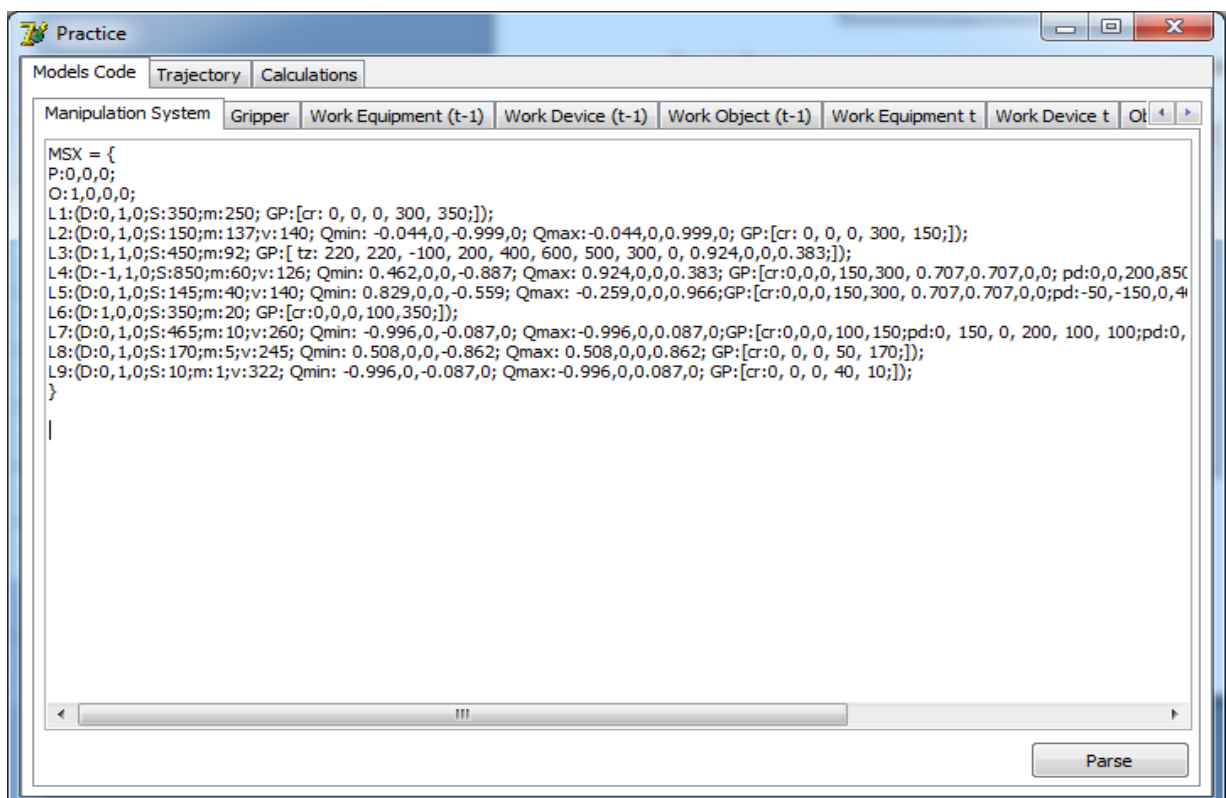 Practice
Models Code Trajectory Calculations
Manipulation System Gripper Work Equipment (t-1) Work Device (t-1) Work Object (t-1) Work Equipment t Work Device t
MSX = {
P:0,0,0;
O:1,0,0,0;
L1:(D:0,1,0;S:350;m:250; GP:[cr: 0, 0, 0, 300, 350;]);
L2:(D:0,1,0;S:150;m:137;v:140; Qmin: -0.044,0,-0.999,0; Qmax:-0.044,0,0.999,0; GP:[cr: 0, 0, 0, 300, 150;]);
L3:(D:1,1,0;S:450;m:92; GP:[ tz: 220, 220, -100, 200, 400, 600, 500, 300, 0, 0.924,0,0,0.383;]);
L4:(D:-1,1,0;S:850;m:60;v:126; Qmin: 0.462,0,0,-0.887; Qmax: 0.924,0,0,0.383; GP:[cr:0,0,0,150,300, 0.707,0.707,0,0; pd:0,0,200,850
L5:(D:0,1,0;S:145;m:40;v:140; Qmin: 0.829,0,0,-0.559; Qmax: -0.259,0,0,0.966;GP:[cr:0,0,0,150,300, 0.707,0.707,0,0;pd:-50,-150,0,4
L6:(D:1,0,0;S:350;m:20; GP:[cr:0,0,0,100,350;]);
L7:(D:0,1,0;S:465;m:10;v:260; Qmin: -0.996,0,-0.087,0; Qmax:-0.996,0,0.087,0;GP:[cr:0,0,0,100,150;pd:0, 150, 0, 200, 100, 100;pd:0,
L8:(D:0,1,0;S:170;m:5;v:245; Qmin: 0.508,0,0,-0.862; Qmax: 0.508,0,0,0.862; GP:[cr:0, 0, 0, 50, 170;]);
L9:(D:0,1,0;S:10;m:1;v:322; Qmin: -0.996,0,-0.087,0; Qmax:-0.996,0,0.087,0; GP:[cr:0, 0, 0, 40, 10;]);
}
Parse